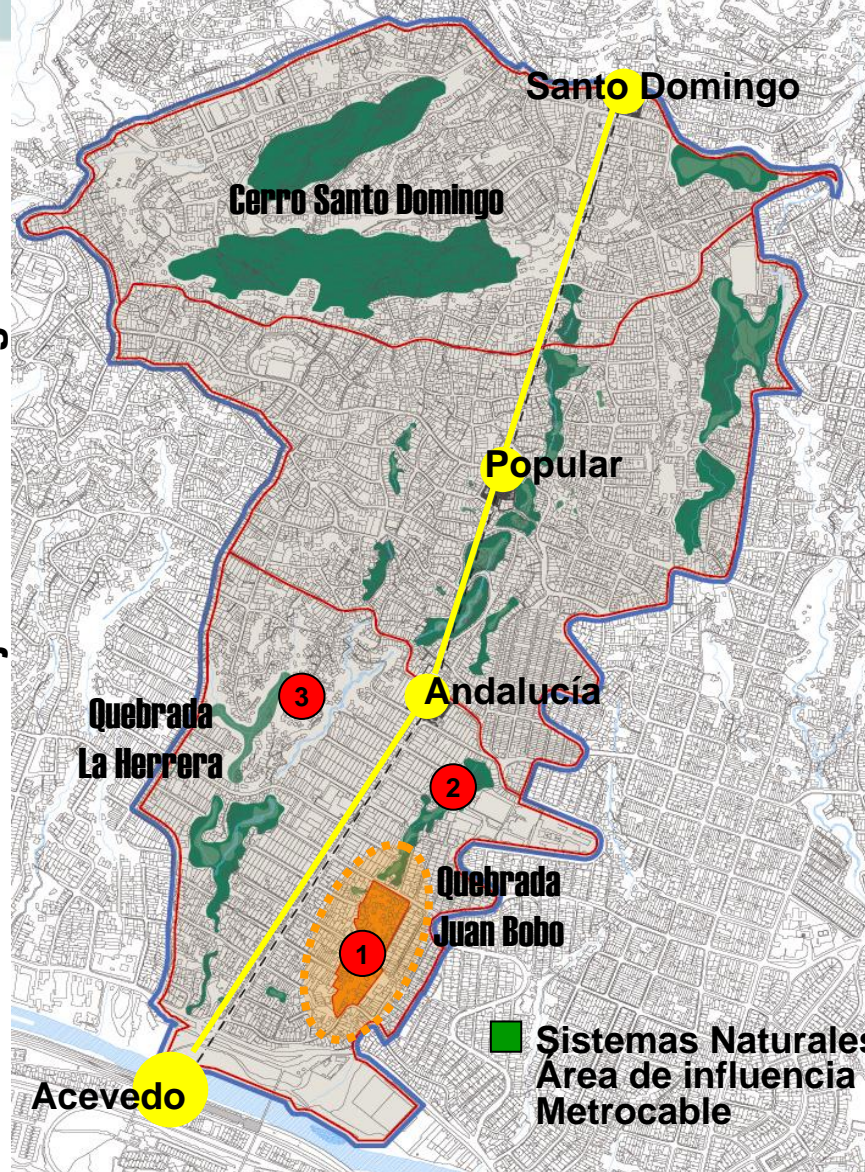 Santo Domingo
Cerro Santo Domingo
Popular
Andalucía
3
Quebrada
La Herrera
2
Quebrada
Juan Bobo
1
Sistemas Naturales
Área de influencia
Metrocable
Acevedo